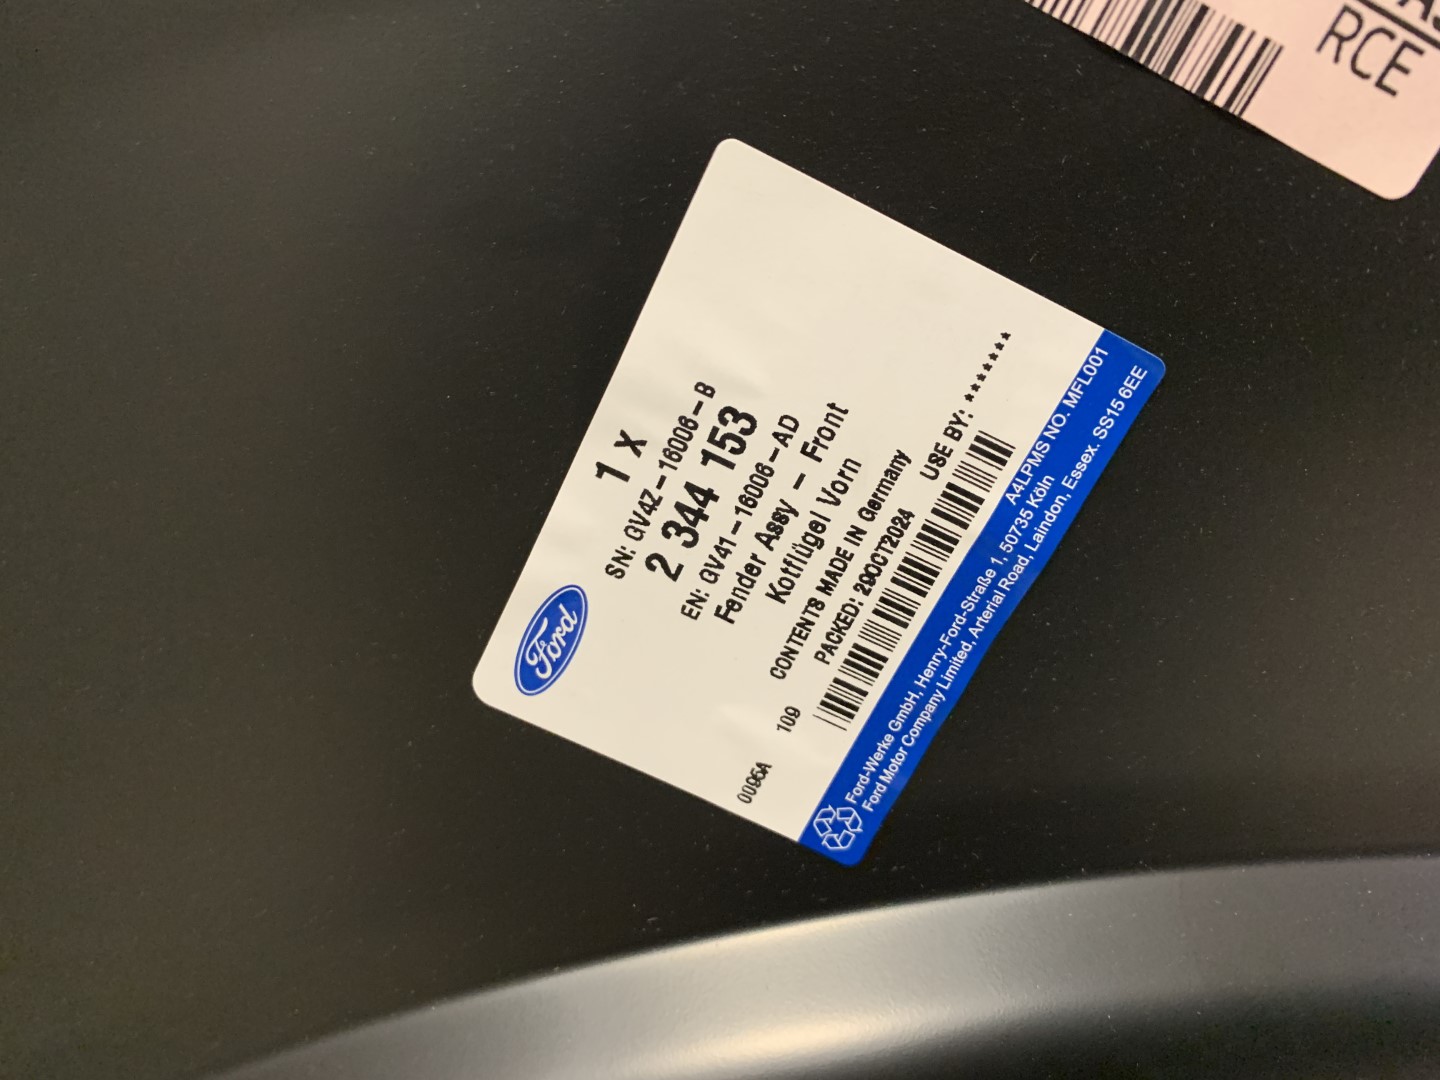 RCE
Ford
1 X
SN: GV4Z-16006-B
2 344 153
EN: GV41-16006-AD
Fender Assy - Front
Kotflügel Vorn
CONTENTS MADE IN Germany
PACKED: 29OCT2024
USE BY: *******
109
0095A
A4LPMS NO. MFL001
Ford-Werke GmbH, Henry-Ford-Straße 1, 50735 Köln
Ford Motor Company Limited, Arterial Road, Laindon, Essex. SS15 6EE